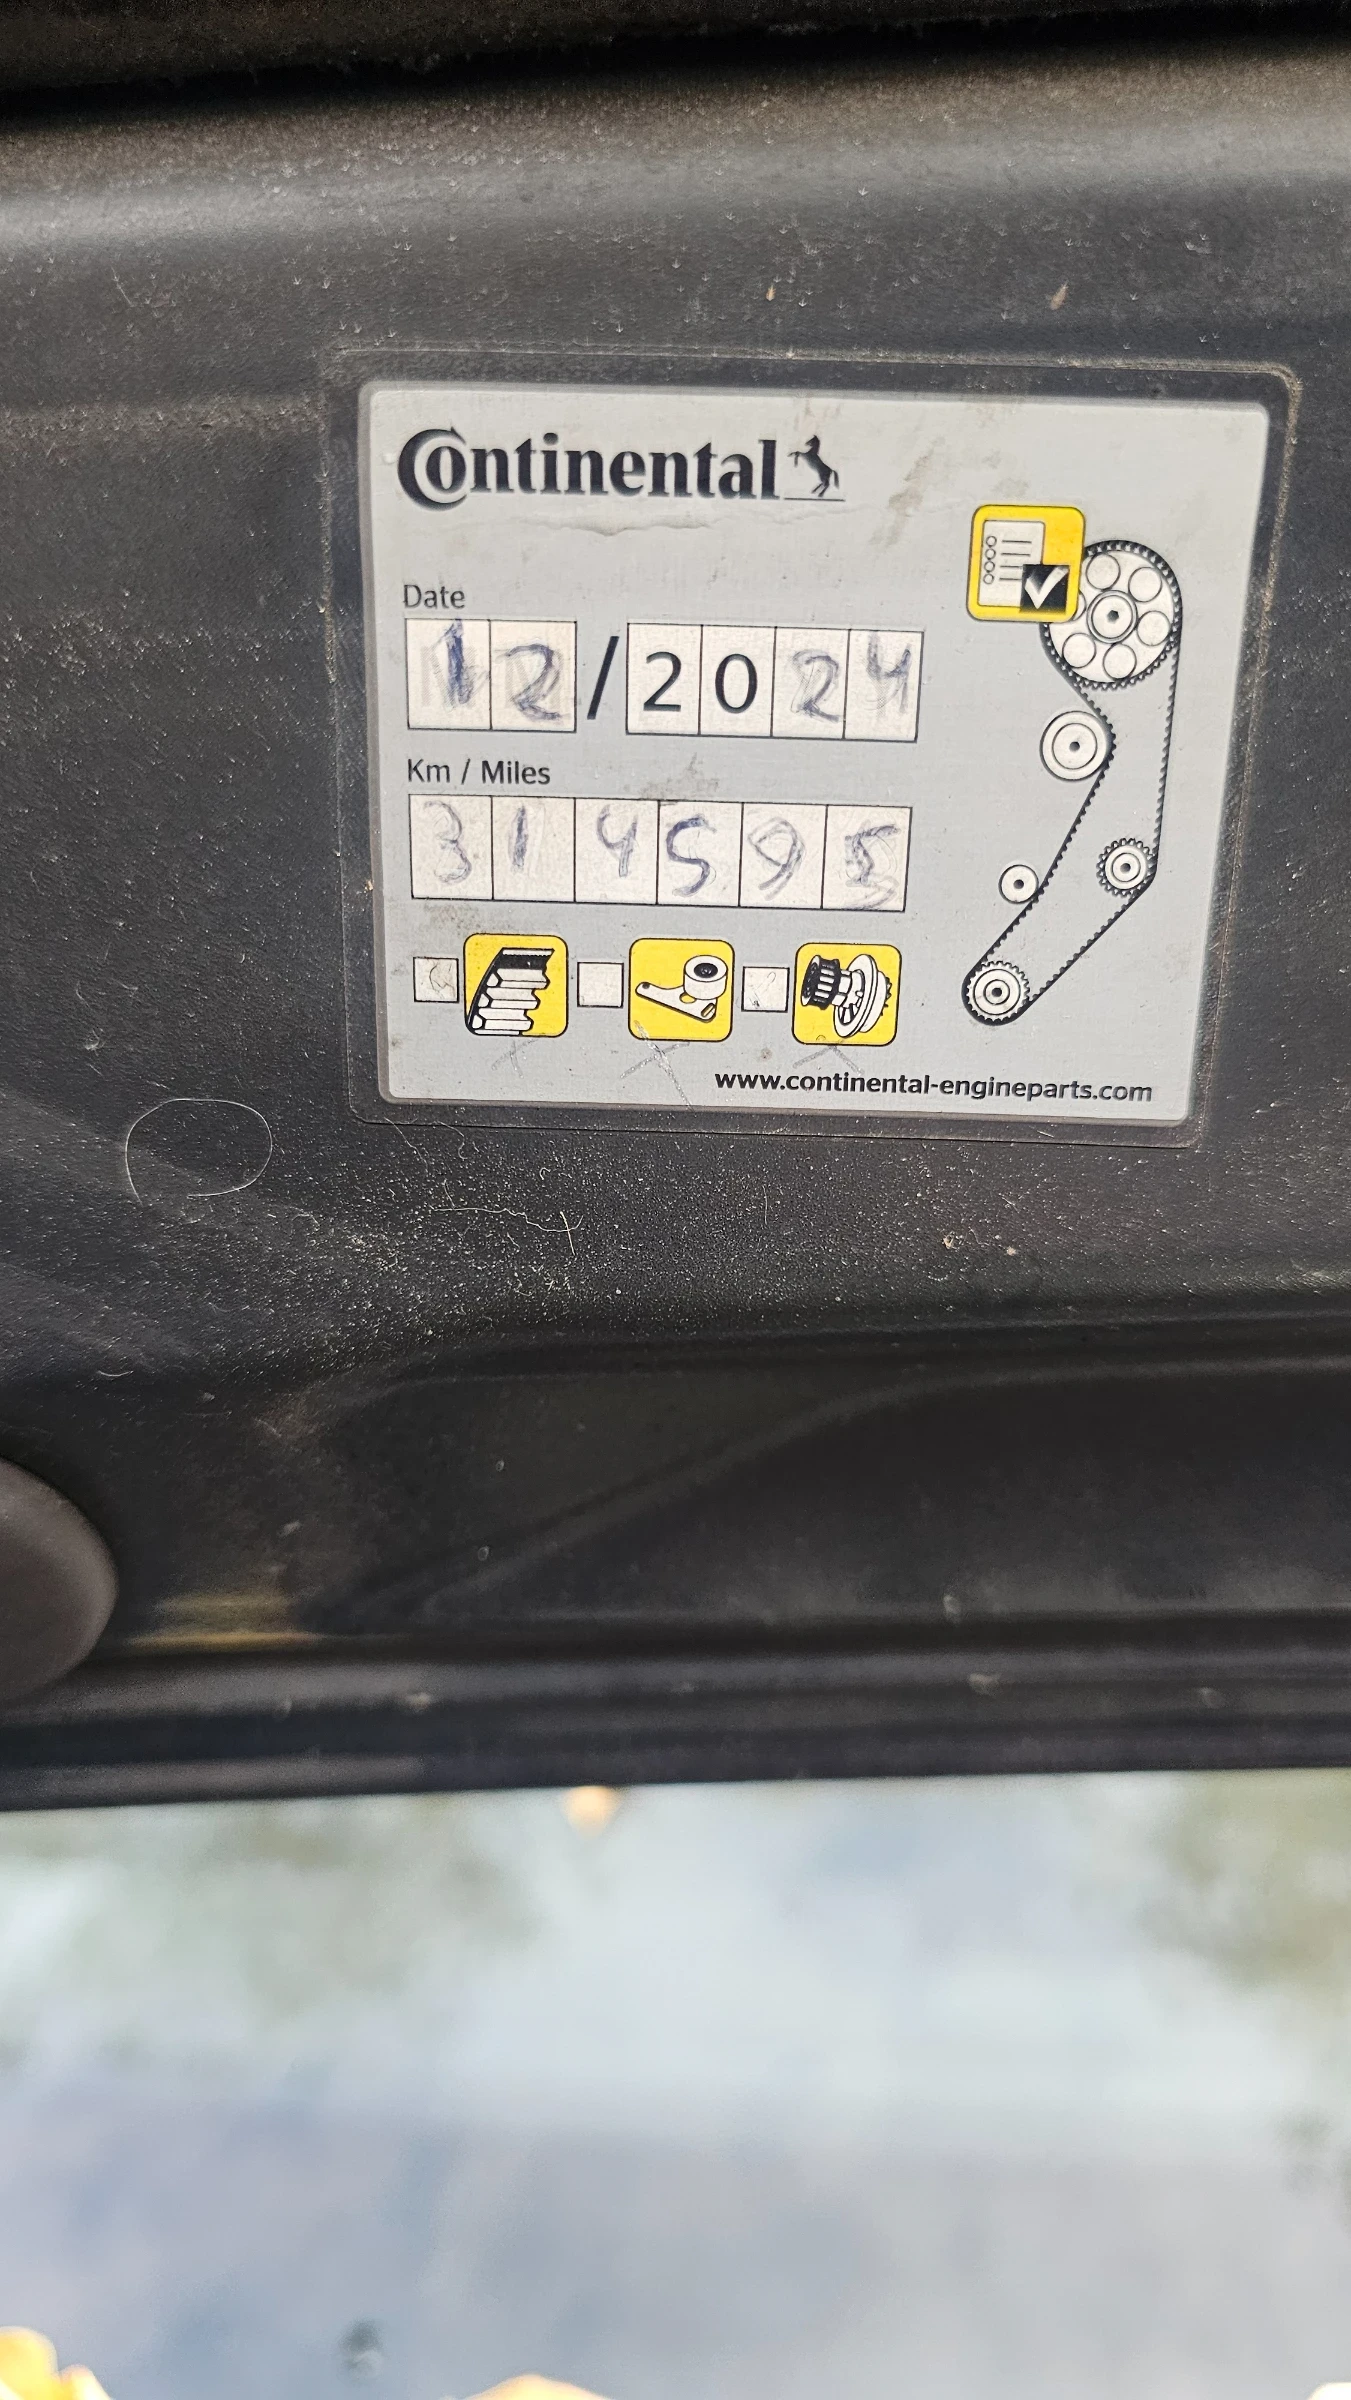 Continental
Date
12/2024
Km / Miles
314595
www.continental-engineparts.com